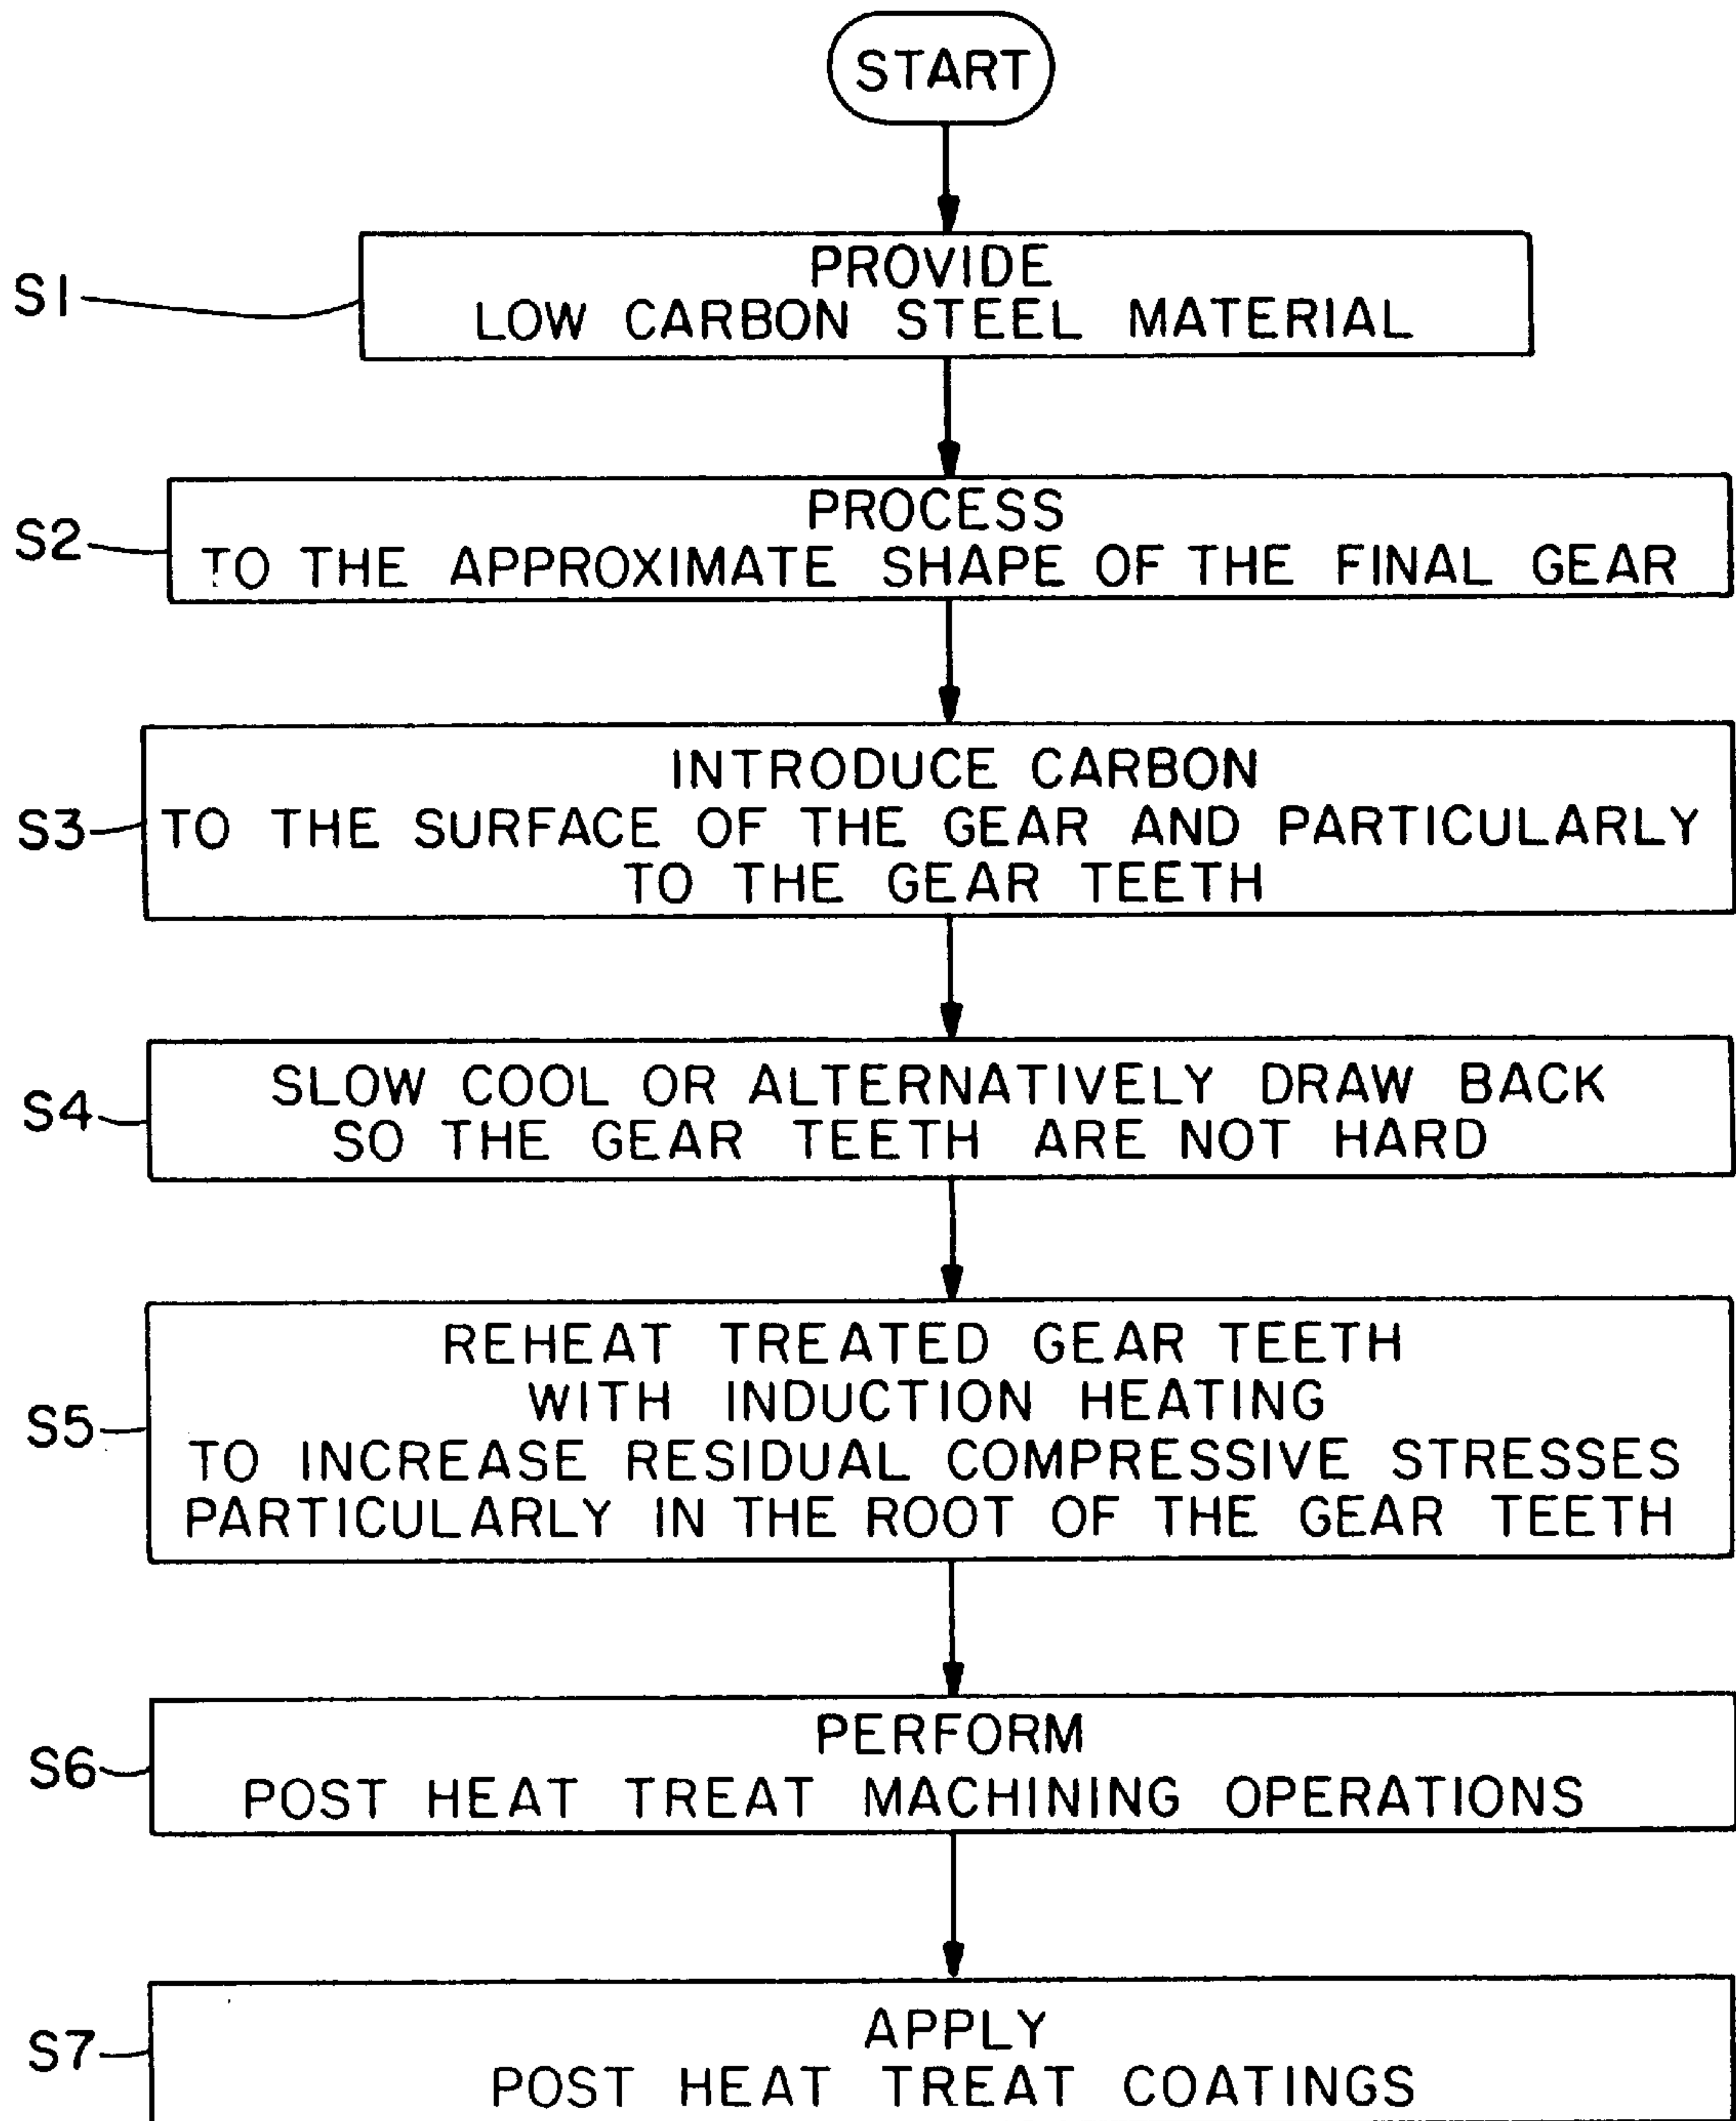 START
S1
PROVIDE
LOW CARBON STEEL MATERIAL
S2
PROCESS
TO THE APPROXIMATE SHAPE OF THE FINAL GEAR
S3
INTRODUCE CARBON
TO THE SURFACE OF THE GEAR AND PARTICULARLY
TO THE GEAR TEETH
S4
SLOW COOL OR ALTERNATIVELY DRAW BACK
SO THE GEAR TEETH ARE NOT HARD
S5
REHEAT TREATED GEAR TEETH
WITH INDUCTION HEATING
TO INCREASE RESIDUAL COMPRESSIVE STRESSES
PARTICULARLY IN THE ROOT OF THE GEAR TEETH
S6
PERFORM
POST HEAT TREAT MACHINING OPERATIONS
S7
APPLY
POST HEAT TREAT COATINGS